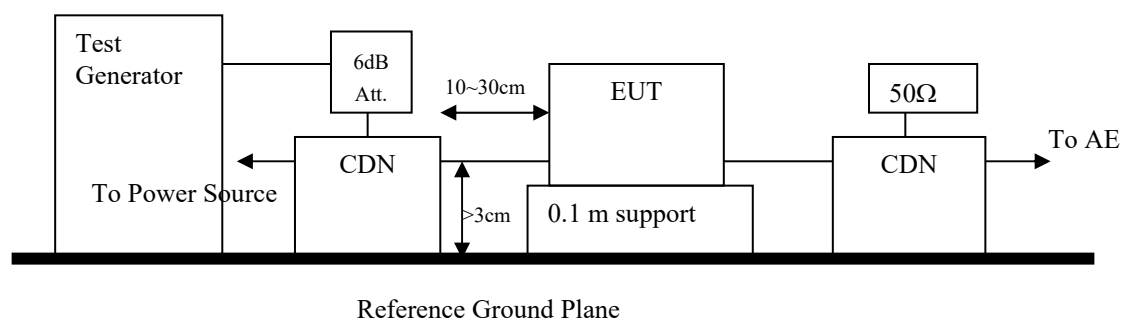 Test
Generator
6dB
Att.
10~30cm
EUT
50Ω
CDN
CDN
To AE
To Power Source
>3cm
0.1 m support
Reference Ground Plane